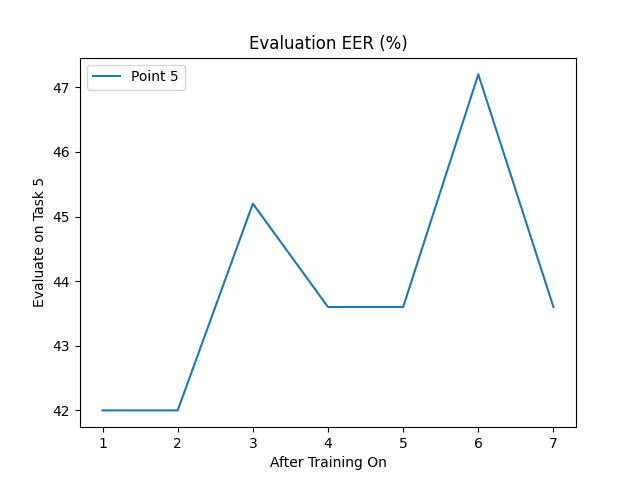 Evaluation EER (%)
Point 5
47
46
45
44
43
42
Evaluate on Task 5
1 2 3 4 5 6 7
After Training On